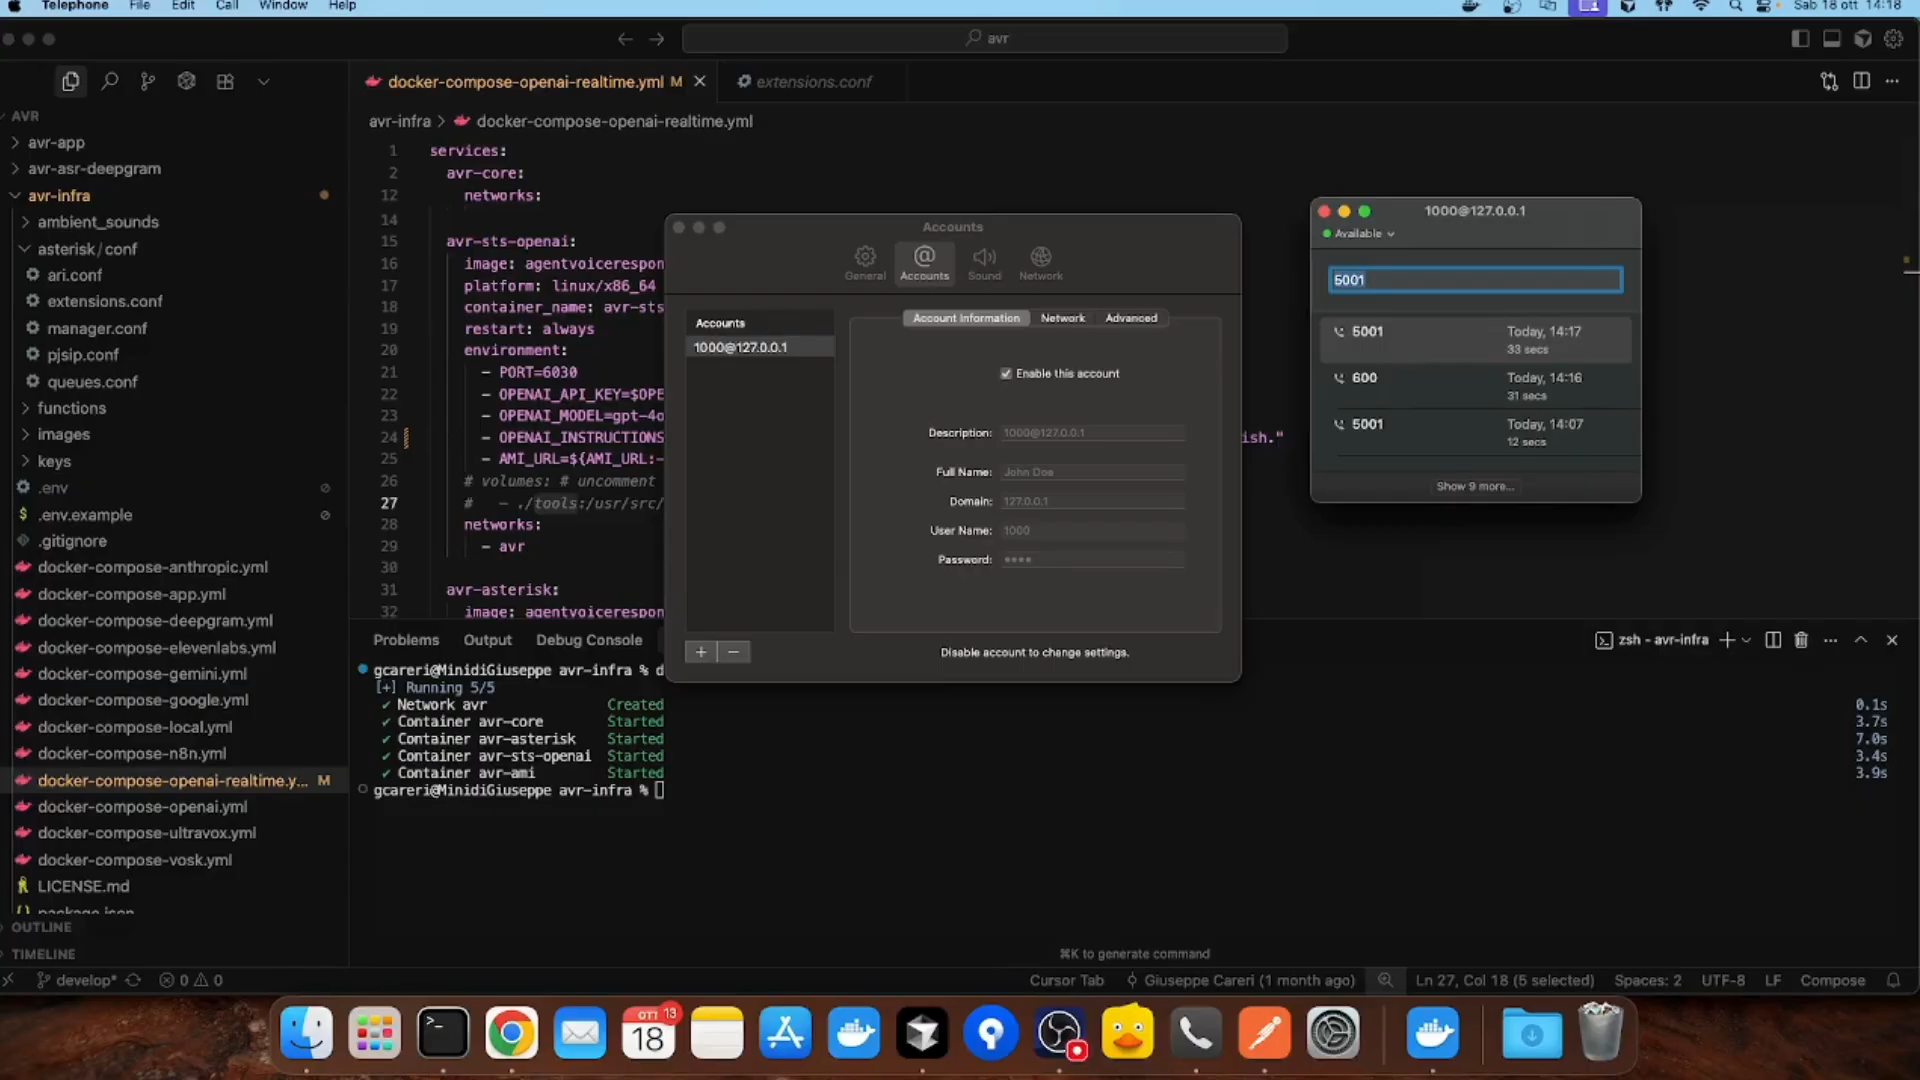 Telephone File Edit Call Window Help
Sab 18 ott 14:18
avr
docker-compose-openai-realtime.yml M
extensions.conf
AVR
avr-app
avr-asr-deepgram
avr-infra
ambient_sounds
asterisk/conf
ari.conf
extensions.conf
manager.conf
pjsip.conf
queues.conf
functions
images
keys
.env
.env.example
.gitignore
docker-compose-anthropic.yml
docker-compose-app.yml
docker-compose-deepgram.yml
docker-compose-elevenlabs.yml
docker-compose-gemini.yml
docker-compose-google.yml
docker-compose-local.yml
docker-compose-n8n.yml
docker-compose-openai-realtime.y... M
docker-compose-openai.yml
docker-compose-ultravox.yml
docker-compose-vosk.yml
LICENSE.md
package.json
OUTLINE
TIMELINE
avr-infra > docker-compose-openai-realtime.yml
1 services:
2 avr-core:
12 networks:
14
15 avr-sts-openai:
16 image: agentvoicerespon
17 platform: linux/x86_64
18 container_name: avr-sts
19 restart: always
20 environment:
21 - PORT=6030
22 - OPENAI_API_KEY=$OPE
23 - OPENAI_MODEL=gpt-4o
24 - OPENAI_INSTRUCTIONS ish."
25 - AMI_URL=${AMI_URL:-
26 # volumes: # uncomment
27 # - ./tools:/usr/src/
28 networks:
29 - avr
30
31 avr-asterisk:
32 image: agentvoicerespon
Accounts
General Accounts Sound Network
Accounts
1000@127.0.0.1
Account Information Network Advanced
Enable this account
Description: 1000@127.0.0.1
Full Name: John Doe
Domain: 127.0.0.1
User Name: 1000
Password: ••••
+ −
Disable account to change settings.
1000@127.0.0.1
Available
5001
5001 Today, 14:17
33 secs
600 Today, 14:16
31 secs
5001 Today, 14:07
12 secs
Show 9 more...
Problems Output Debug Console
zsh - avr-infra
gcareri@MinidiGiuseppe avr-infra % d
[+] Running 5/5
✓ Network avr Created 0.1s
✓ Container avr-core Started 3.7s
✓ Container avr-asterisk Started 7.0s
✓ Container avr-sts-openai Started 3.4s
✓ Container avr-ami Started 3.9s
gcareri@MinidiGiuseppe avr-infra %
⌘K to generate command
develop* 0 0
Cursor Tab Giuseppe Careri (1 month ago) Ln 27, Col 18 (5 selected) Spaces: 2 UTF-8 LF Compose
OTT 13
18